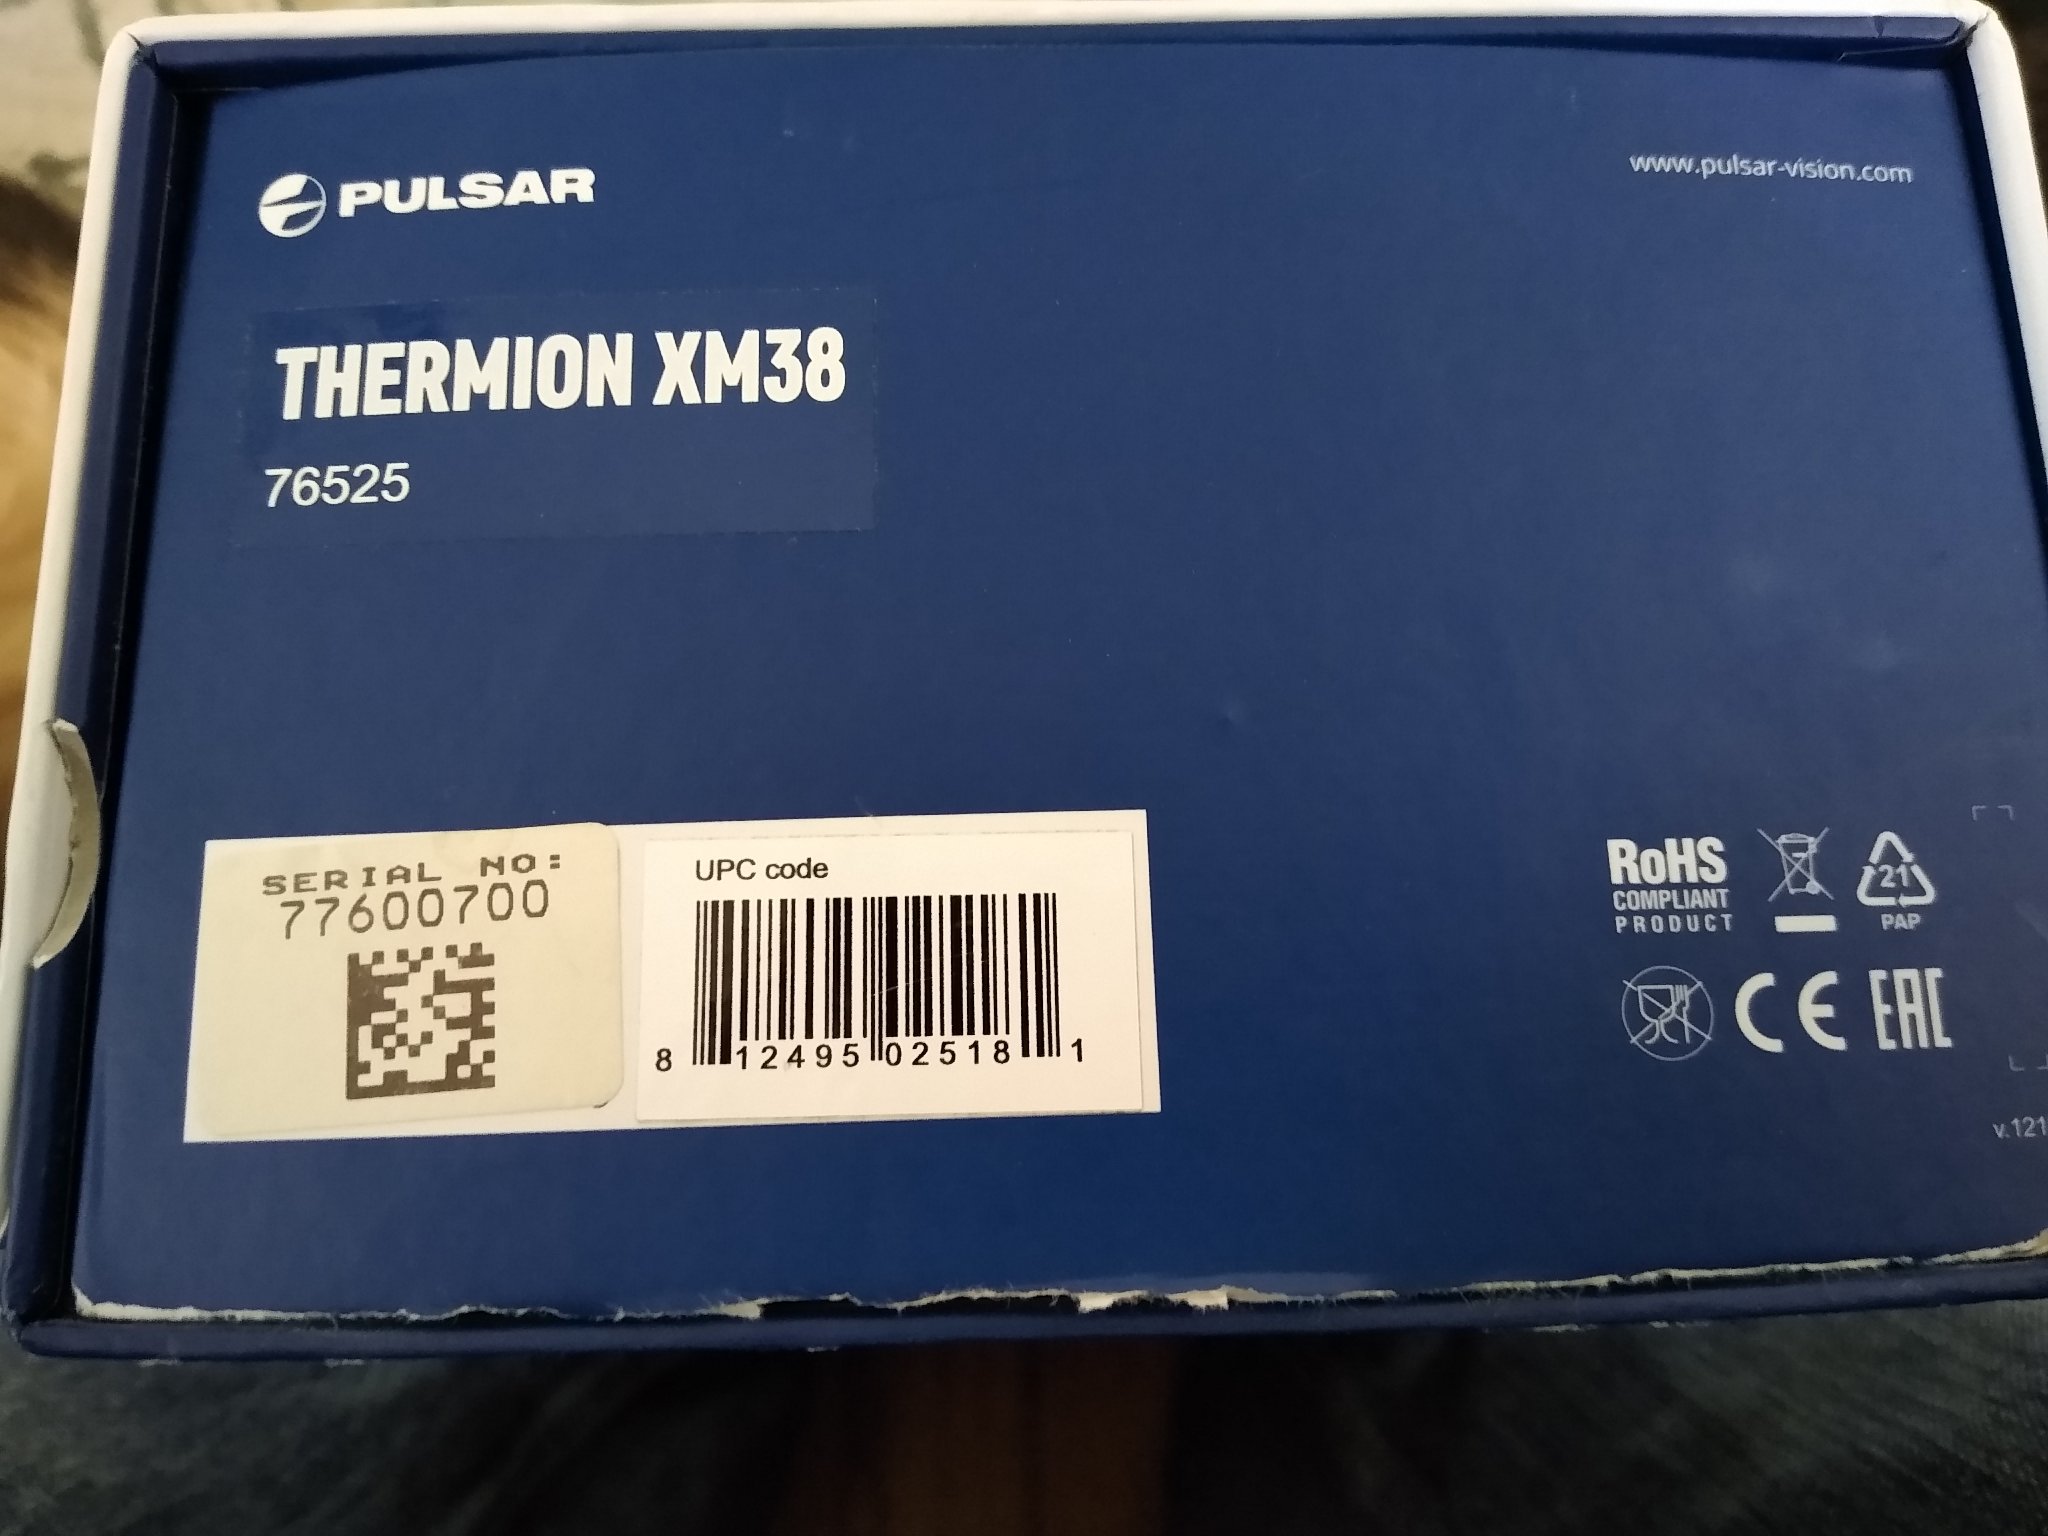 PULSAR
www.pulsar-vision.com
THERMION XM38
76525
SERIAL NO:
77600700
UPC code
8 12495 02518 1
RoHS
COMPLIANT
PRODUCT
21
PAP
CE
EAC
v.121